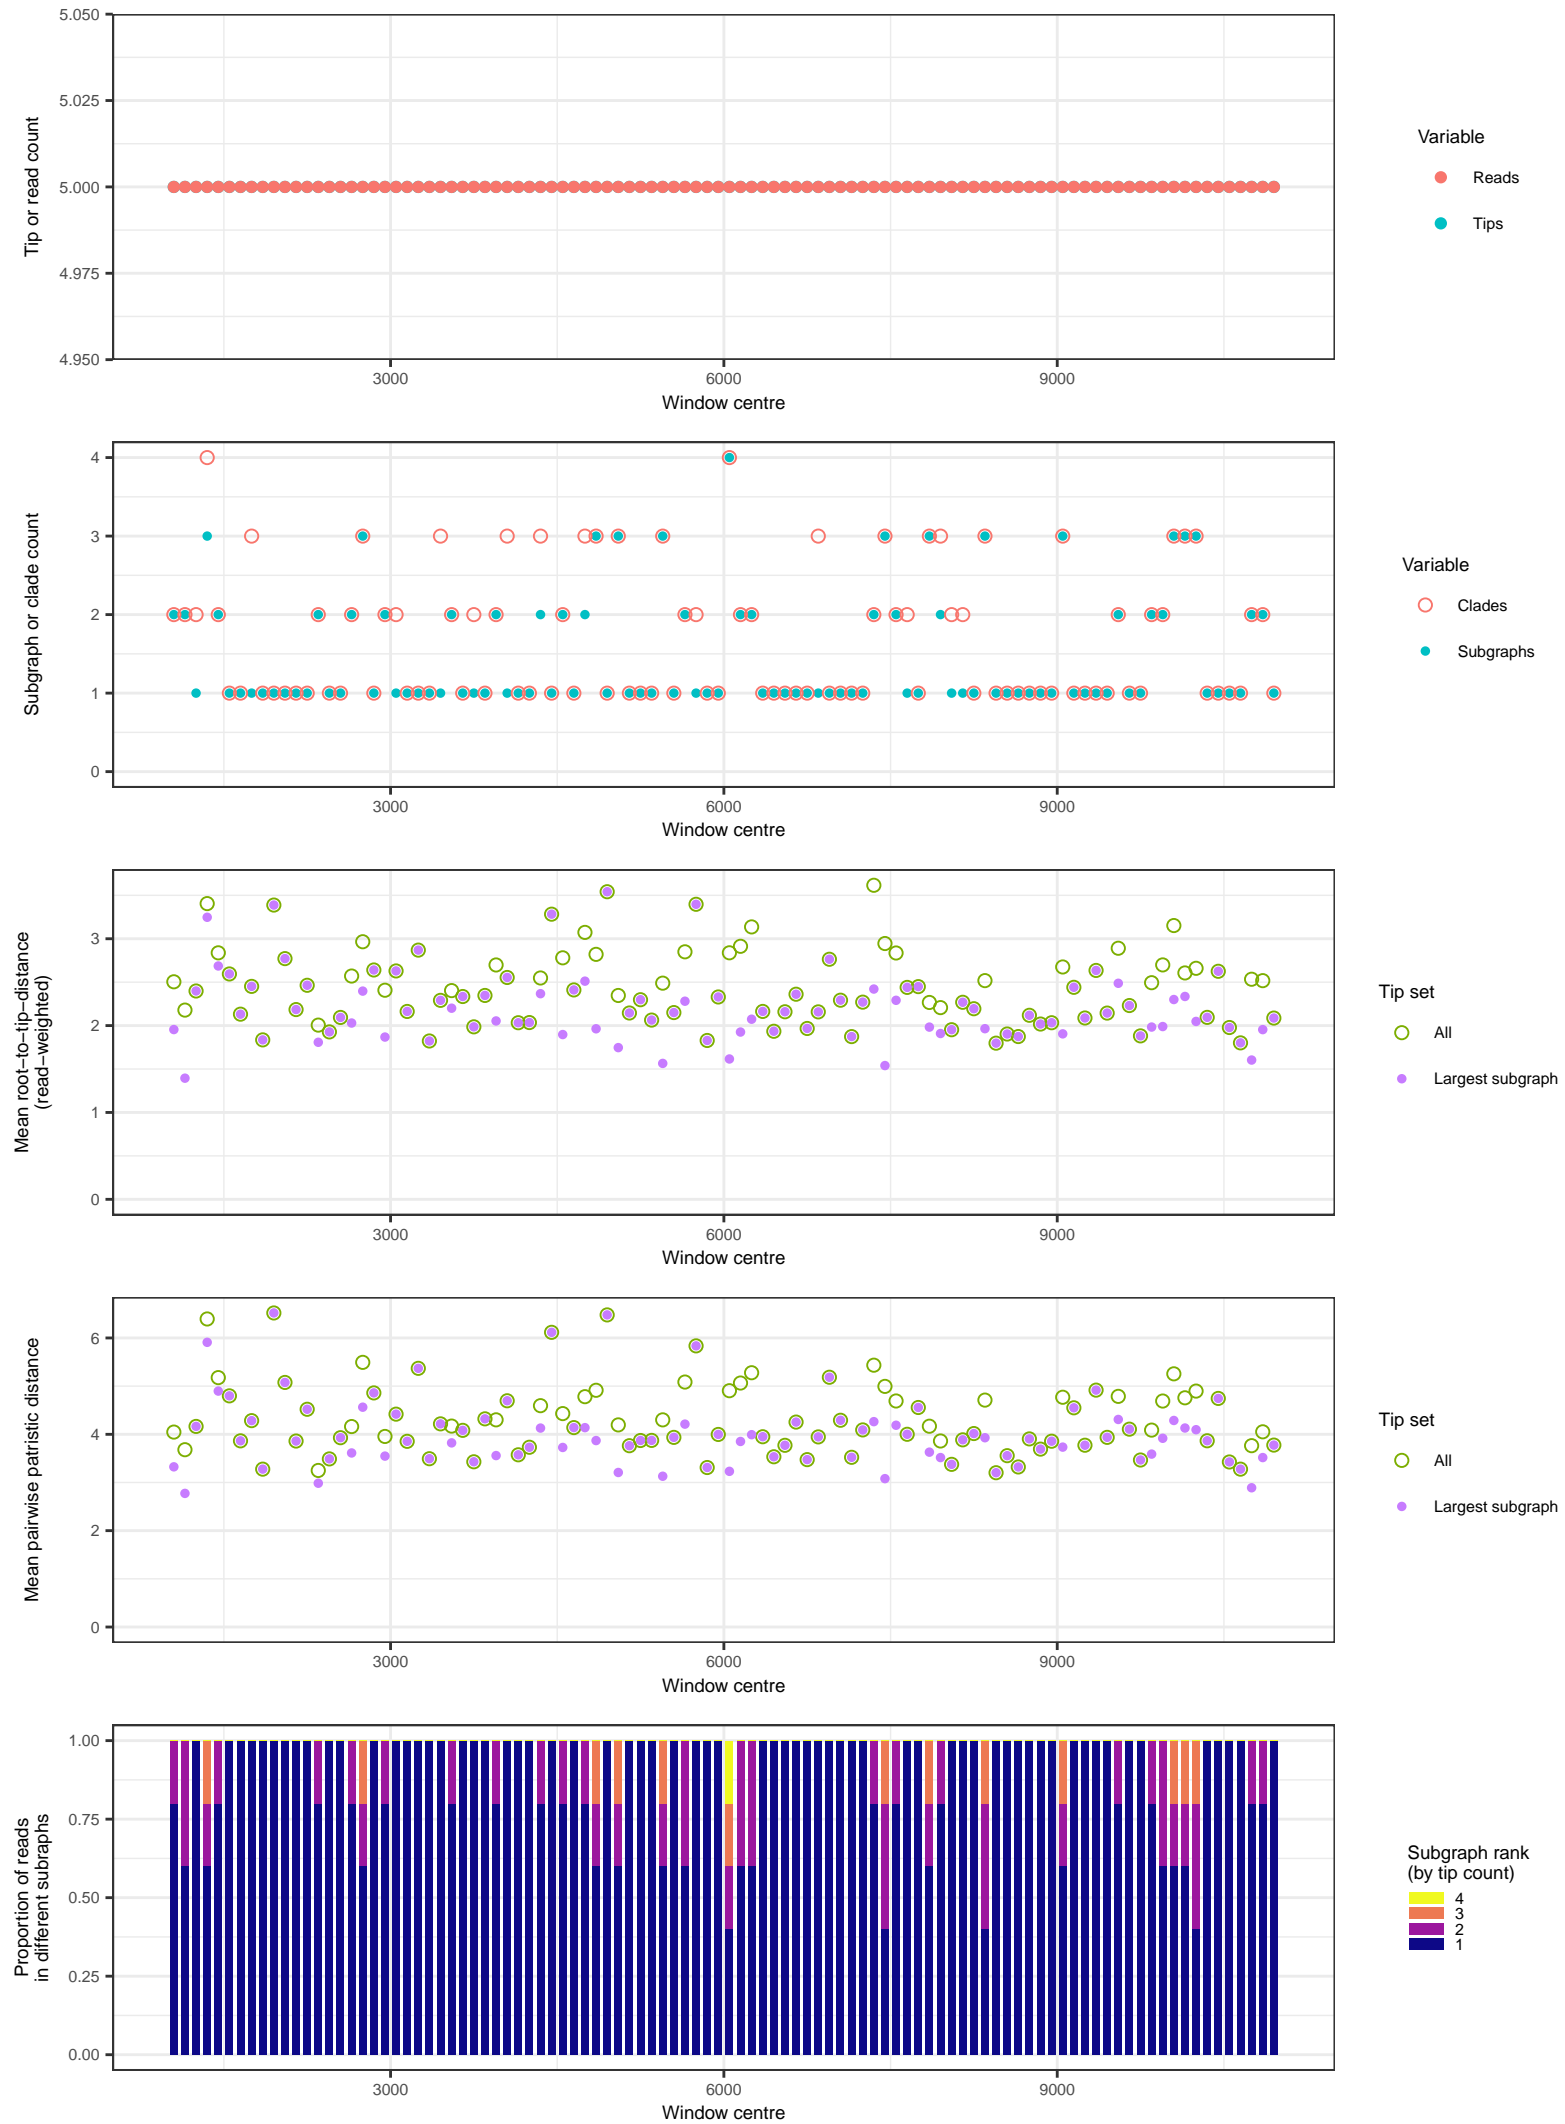 5.050
5.025
5.000
4.975
4.950
Tip or read count
3000
6000
9000
Window centre
Variable
Reads
Tips
4
3
2
1
0
Subgraph or clade count
3000
6000
9000
Window centre
Variable
Clades
Subgraphs
3
2
1
0
Mean root−to−tip−distance
(read−weighted)
3000
6000
9000
Window centre
Tip set
All
Largest subgraph
6
4
2
0
Mean pairwise patristic distance
3000
6000
9000
Window centre
Tip set
All
Largest subgraph
1.00
0.75
0.50
0.25
0.00
Proportion of reads
in different subraphs
3000
6000
9000
Window centre
Subgraph rank
(by tip count)
4
3
2
1